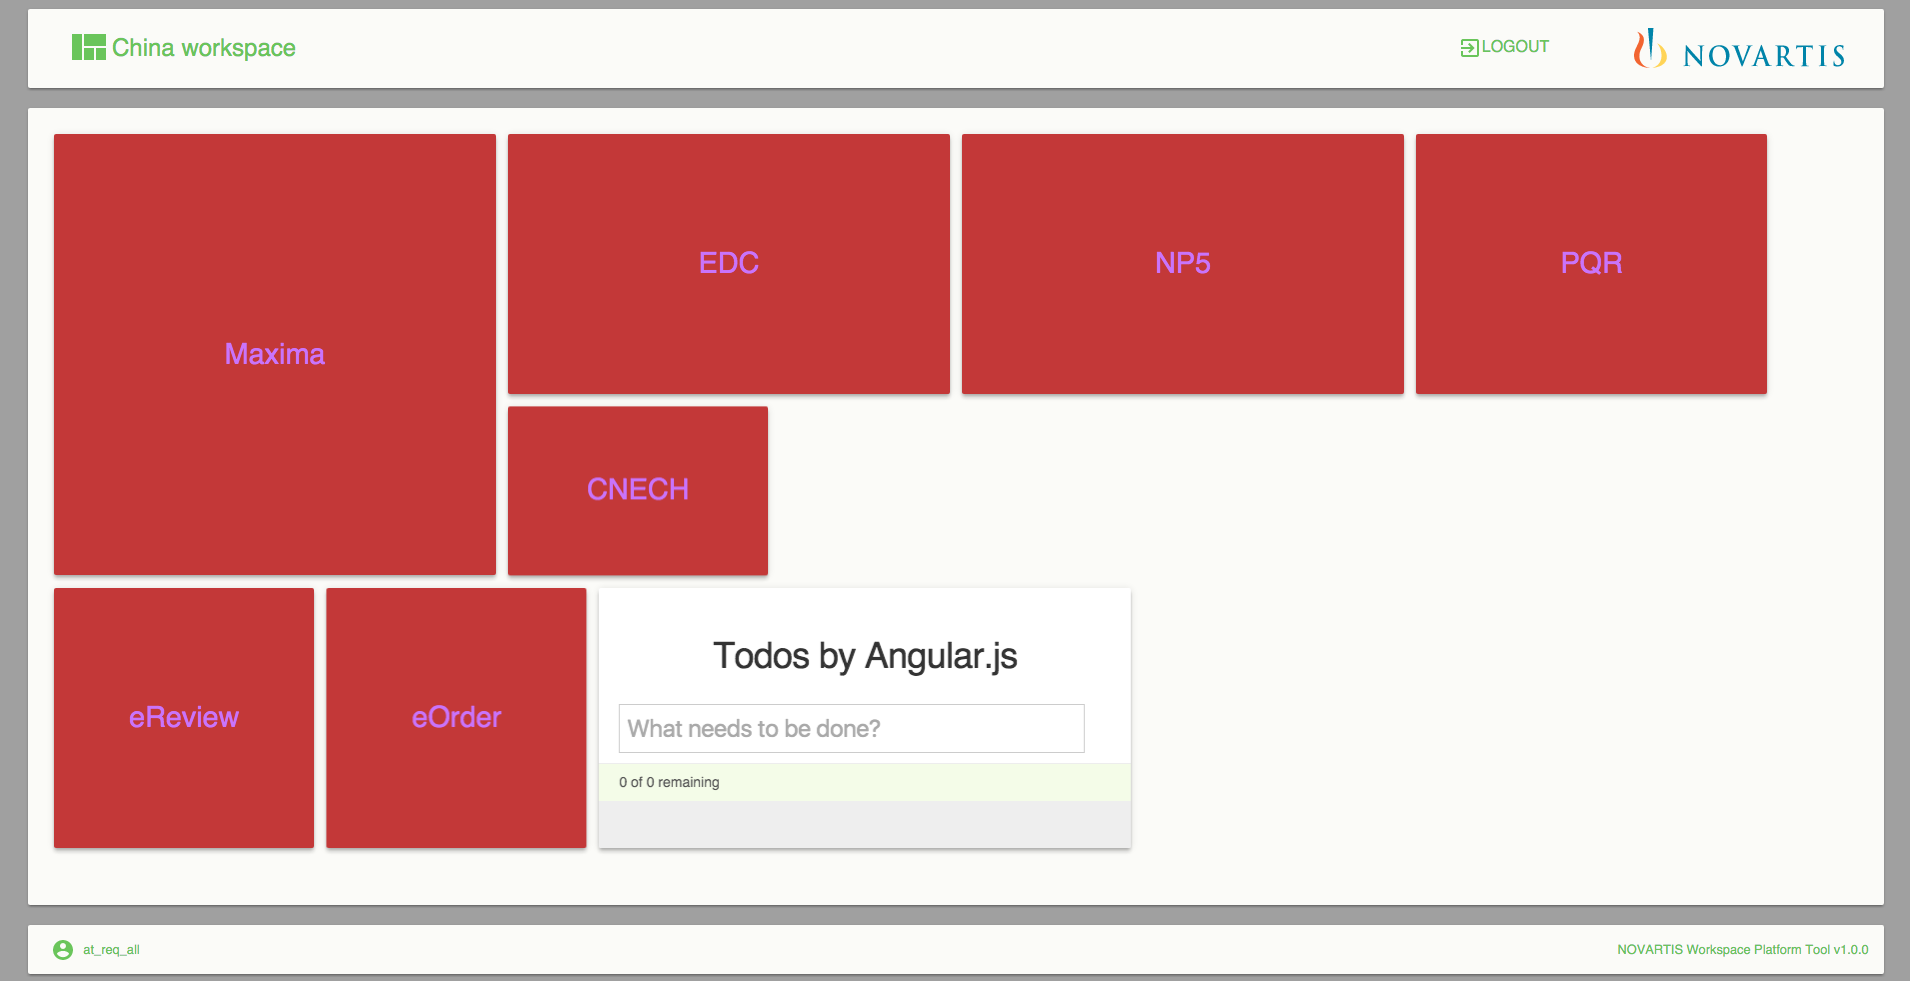 China workspace
LOGOUT
NOVARTIS
Maxima
EDC
NP5
PQR
CNECH
eReview
eOrder
Todos by Angular.js
What needs to be done?
0 of 0 remaining
at_req_all
NOVARTIS Workspace Platform Tool v1.0.0